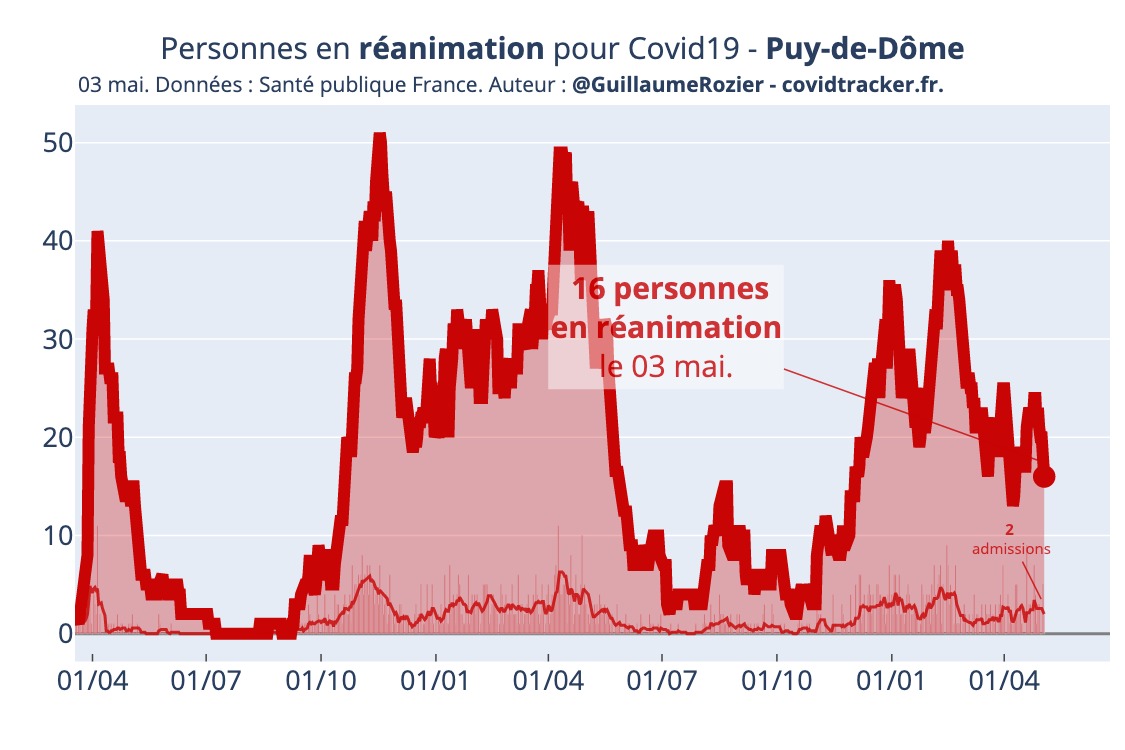 Personnes en réanimation pour Covid19 - Puy-de-Dôme
03 mai. Données : Santé publique France. Auteur : @GuillaumeRozier - covidtracker.fr.
50
40
30
20
10
0
16 personnes
en réanimation
le 03 mai.
2
admissions
01/04
01/07
01/10
01/01
01/04
01/07
01/10
01/01
01/04